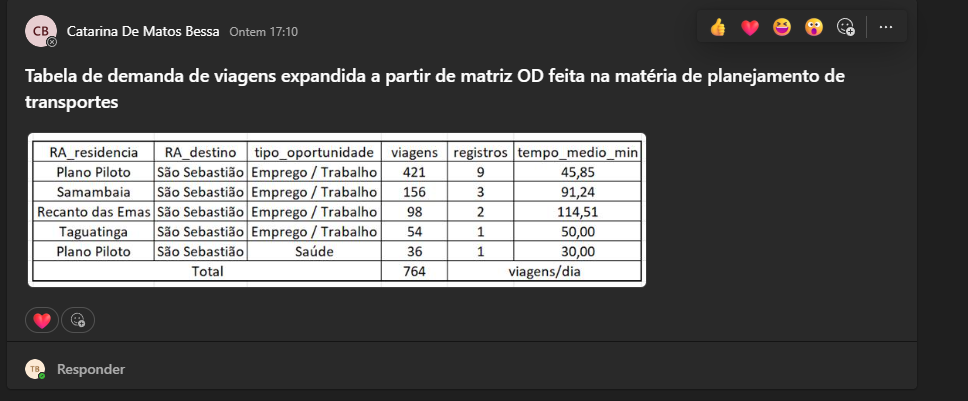 CB
Catarina De Matos Bessa Ontem 17:10
Tabela de demanda de viagens expandida a partir de matriz OD feita na matéria de planejamento de
transportes
RA_residencia RA_destino tipo_oportunidade viagens registros tempo_medio_min
Plano Piloto São Sebastião Emprego / Trabalho 421 9 45,85
Samambaia São Sebastião Emprego / Trabalho 156 3 91,24
Recanto das Emas São Sebastião Emprego / Trabalho 98 2 114,51
Taguatinga São Sebastião Emprego / Trabalho 54 1 50,00
Plano Piloto São Sebastião Saúde 36 1 30,00
Total 764 viagens/dia
TB
Responder